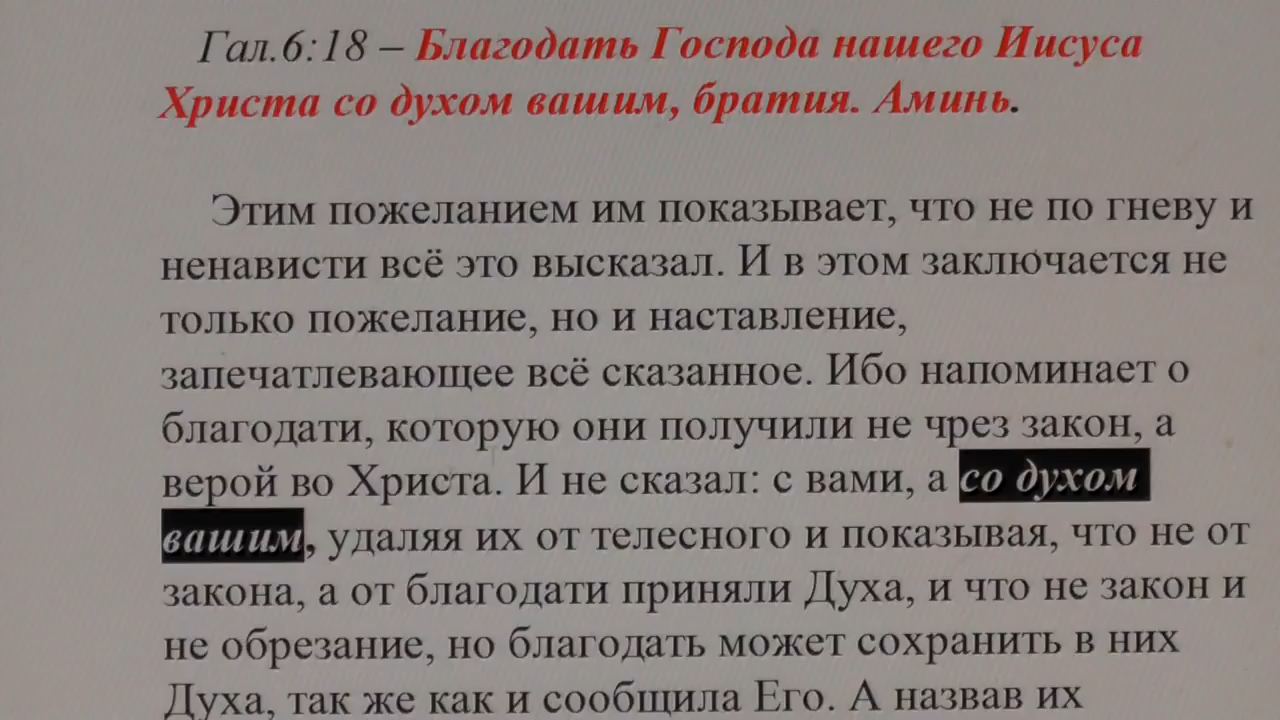 Гал.6:18 – Благодать Господа нашего Иисуса
Христа со духом вашим, братия. Аминь.
Этим пожеланием им показывает, что не по гневу и
ненависти всё это высказал. И в этом заключается не
только пожелание, но и наставление,
запечатлевающее всё сказанное. Ибо напоминает о
благодати, которую они получили не чрез закон, а
верой во Христа. И не сказал: с вами, а со духом
вашим, удаляя их от телесного и показывая, что не от
закона, а от благодати приняли Духа, и что не закон и
не обрезание, но благодать может сохранить в них
Духа, так же как и сообщила Его. А назвав их